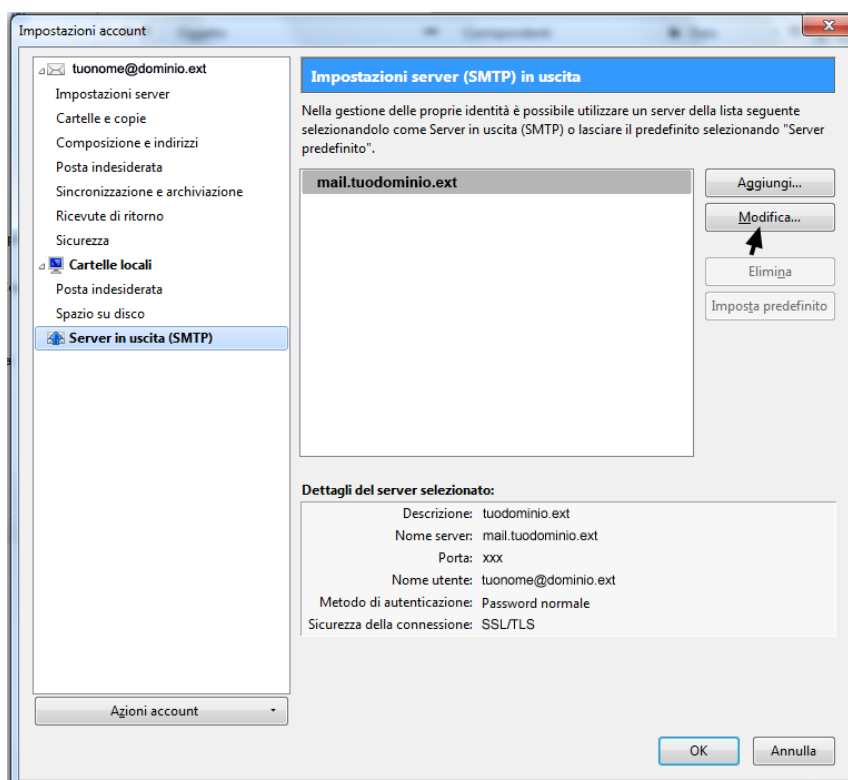 Impostazioni account
tuonome@dominio.ext
Impostazioni server
Cartelle e copie
Composizione e indirizzi
Posta indesiderata
Sincronizzazione e archiviazione
Ricevute di ritorno
Sicurezza
Cartelle locali
Posta indesiderata
Spazio su disco
Server in uscita (SMTP)
Azioni account
Impostazioni server (SMTP) in uscita
Nella gestione delle proprie identità è possibile utilizzare un server della lista seguente
selezionandolo come Server in uscita (SMTP) o lasciare il predefinito selezionando "Server
predefinito".
mail.tuodominio.ext
Aggiungi...
Modifica...
Elimina
Imposta predefinito
Dettagli del server selezionato:
Descrizione: tuodominio.ext
Nome server: mail.tuodominio.ext
Porta: xxx
Nome utente: tuonome@dominio.ext
Metodo di autenticazione: Password normale
Sicurezza della connessione: SSL/TLS
OK
Annulla